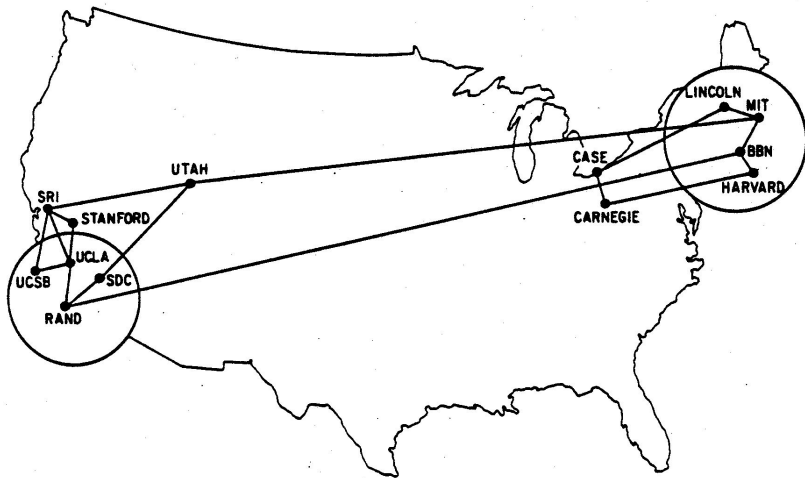 LINCOLN
MIT
BBN
HARVARD
CASE
CARNEGIE
UTAH
SRI
STANFORD
UCLA
SDC
UCSB
RAND